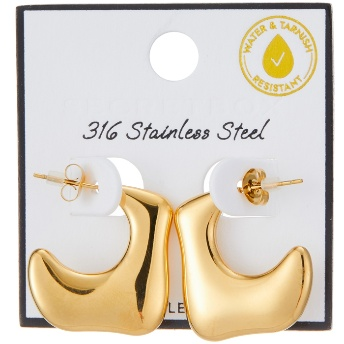 WATER & TARNISH
RESISTANT
316 Stainless Steel